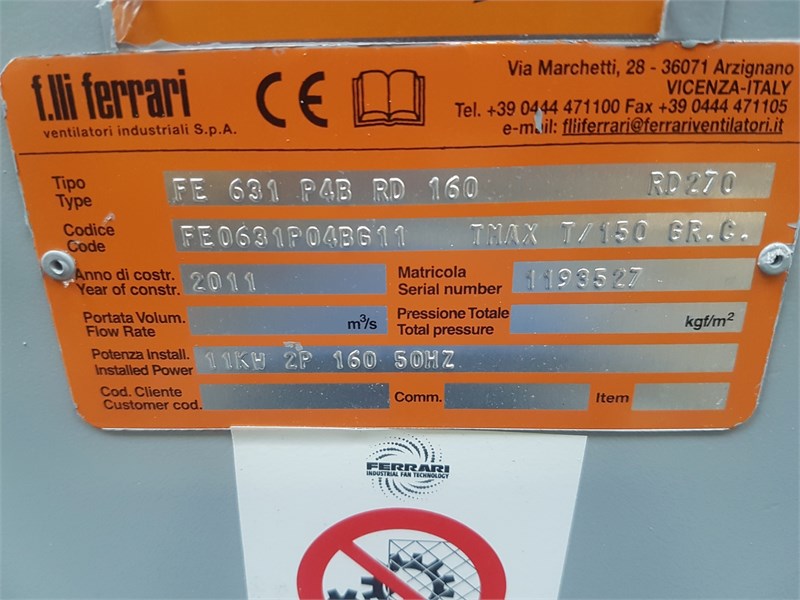 f.lli ferrari
ventilatori industriali S.p.A.
CE
Via Marchetti, 28 - 36071 Arzignano
VICENZA-ITALY
Tel. +39 0444 471100 Fax +39 0444 471105
e-mail: flliferrari@ferrariventilatori.it
Tipo
Type
FE 631 P4B RD 160 RD270
Codice
Code
FE0631P04BG11 TMAX T/150 GR.C.
Anno di costr.
Year of constr.
2011
Matricola
Serial number
1193527
Portata Volum.
Flow Rate
m³/s
Pressione Totale
Total pressure
kgf/m²
Potenza Install.
Installed Power
11KW 2P 160 50HZ
Cod. Cliente
Customer cod.
Comm.
Item
FERRARI
INDUSTRIAL FAN TECHNOLOGY